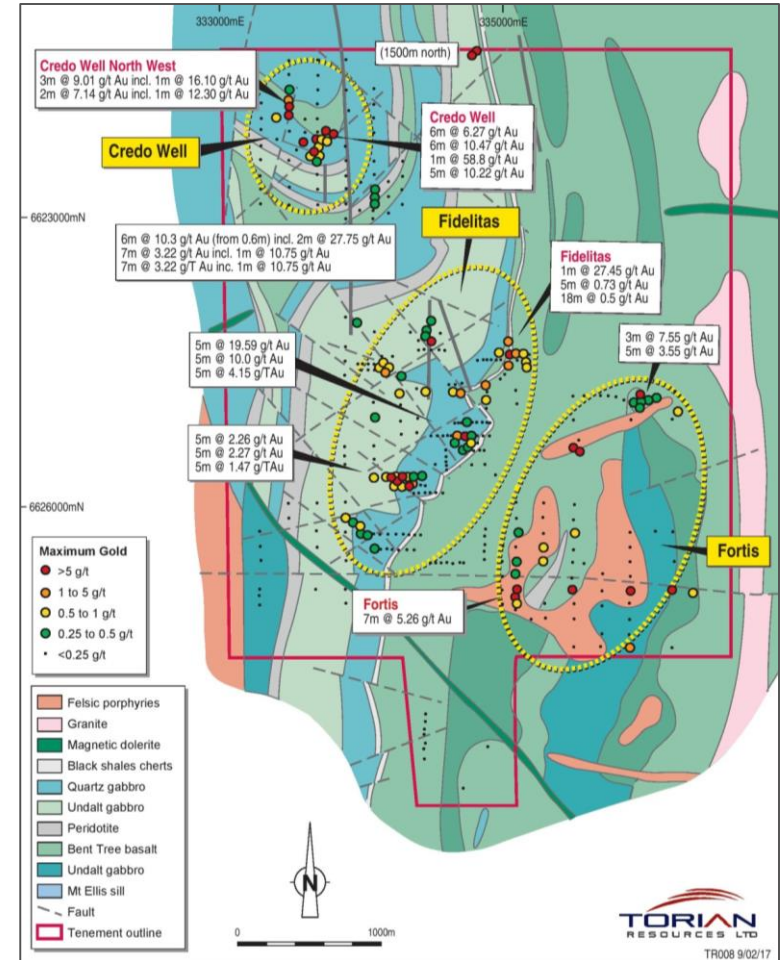 333000mE
335000mE
(1500m north)
Credo Well North West
3m @ 9.01 g/t Au incl. 1m @ 16.10 g/t Au
2m @ 7.14 g/t Au incl. 1m @ 12.30 g/t Au
Credo Well
6m @ 6.27 g/t Au
6m @ 10.47 g/t Au
1m @ 58.8 g/t Au
5m @ 10.22 g/t Au
Credo Well
6623000mN
Fidelitas
6m @ 10.3 g/t Au (from 0.6m) incl. 2m @ 27.75 g/t Au
7m @ 3.22 g/t Au incl. 1m @ 10.75 g/t Au
7m @ 3.22 g/T Au inc. 1m @ 10.75 g/t Au
Fidelitas
1m @ 27.45 g/t Au
5m @ 0.73 g/t Au
18m @ 0.5 g/t Au
3m @ 7.55 g/t Au
5m @ 3.55 g/t Au
5m @ 19.59 g/t Au
5m @ 10.0 g/t Au
5m @ 4.15 g/TAu
5m @ 2.26 g/t Au
5m @ 2.27 g/t Au
5m @ 1.47 g/TAu
6626000mN
Fortis
Fortis
7m @ 5.26 g/t Au
Maximum Gold
>5 g/t
1 to 5 g/t
0.5 to 1 g/t
0.25 to 0.5 g/t
<0.25 g/t
Felsic porphyries
Granite
Magnetic dolerite
Black shales cherts
Quartz gabbro
Undalt gabbro
Peridotite
Bent Tree basalt
Undalt gabbro
Mt Ellis sill
Fault
Tenement outline
N
0 1000m
TORIAN
RESOURCES LTD
TR008 9/02/17